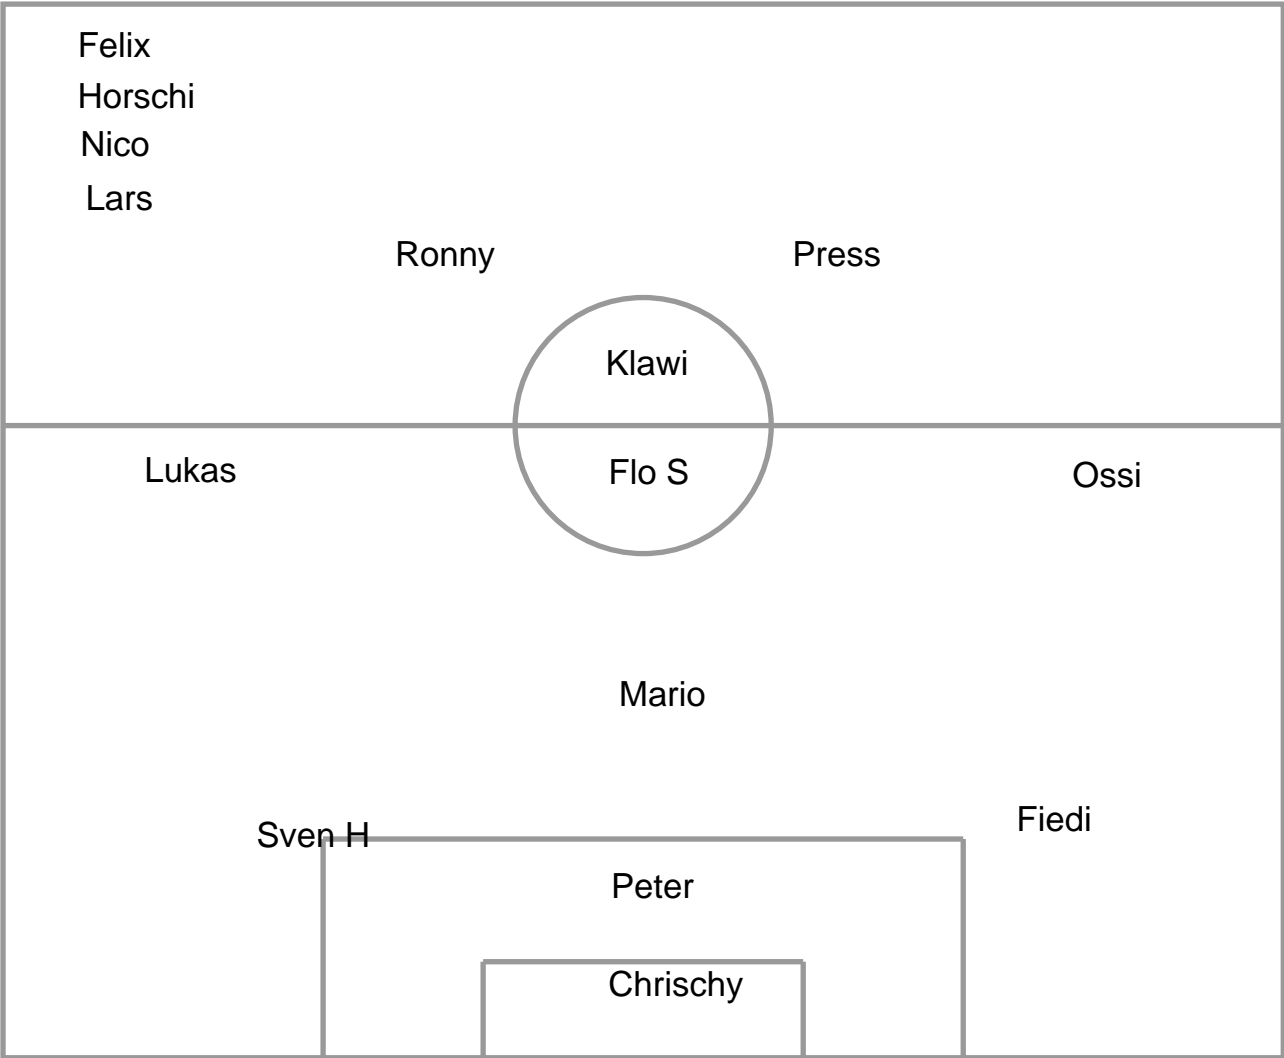 Felix
Horschi
Nico
Lars
Ronny Press
Klawi
Lukas Flo S Ossi
Mario
Sven H Fiedi
Peter
Chrischy